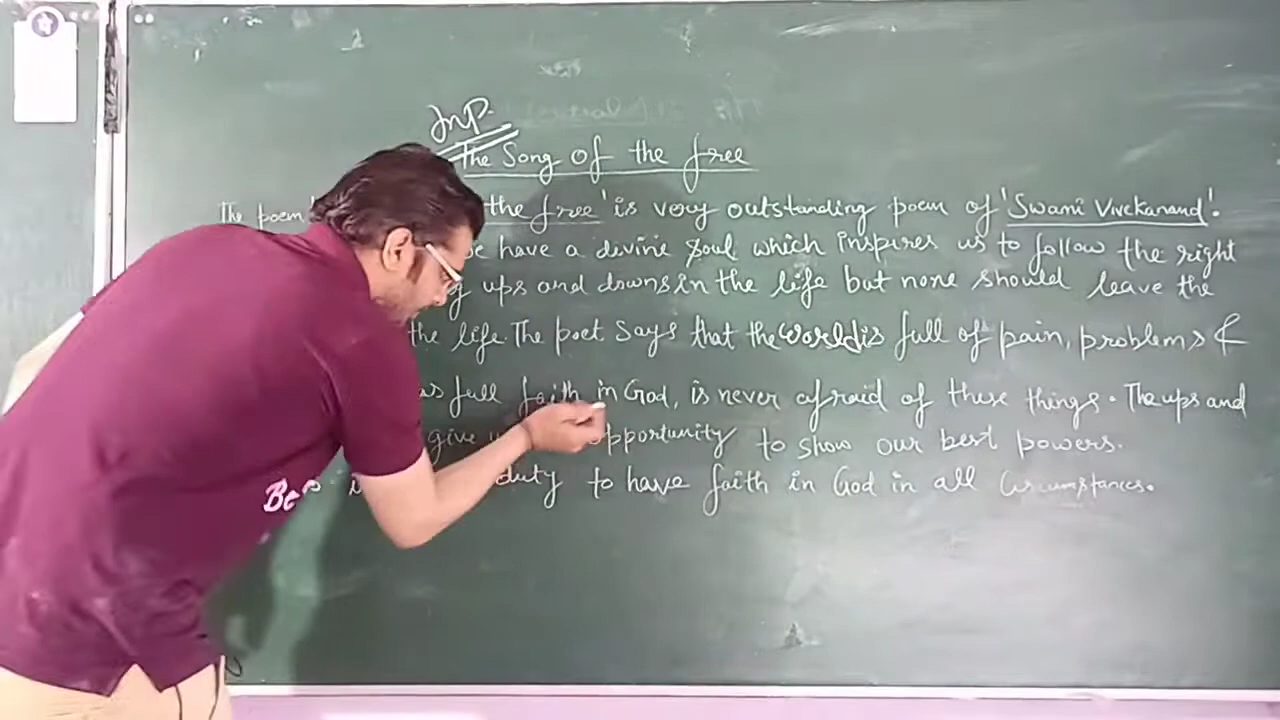 Imp.
The Song of the free
The poem the free' is very outstanding poem of 'Swami Vivekanand'.
have a divine soul which inspires us to follow the right
ups and downs in the life but none should leave the
the life. The poet says that the world is full of pain, problems &
full faith in God, is never afraid of these things. The ups and
give opportunity to show our best powers.
duty to have faith in God in all circumstances.
Be